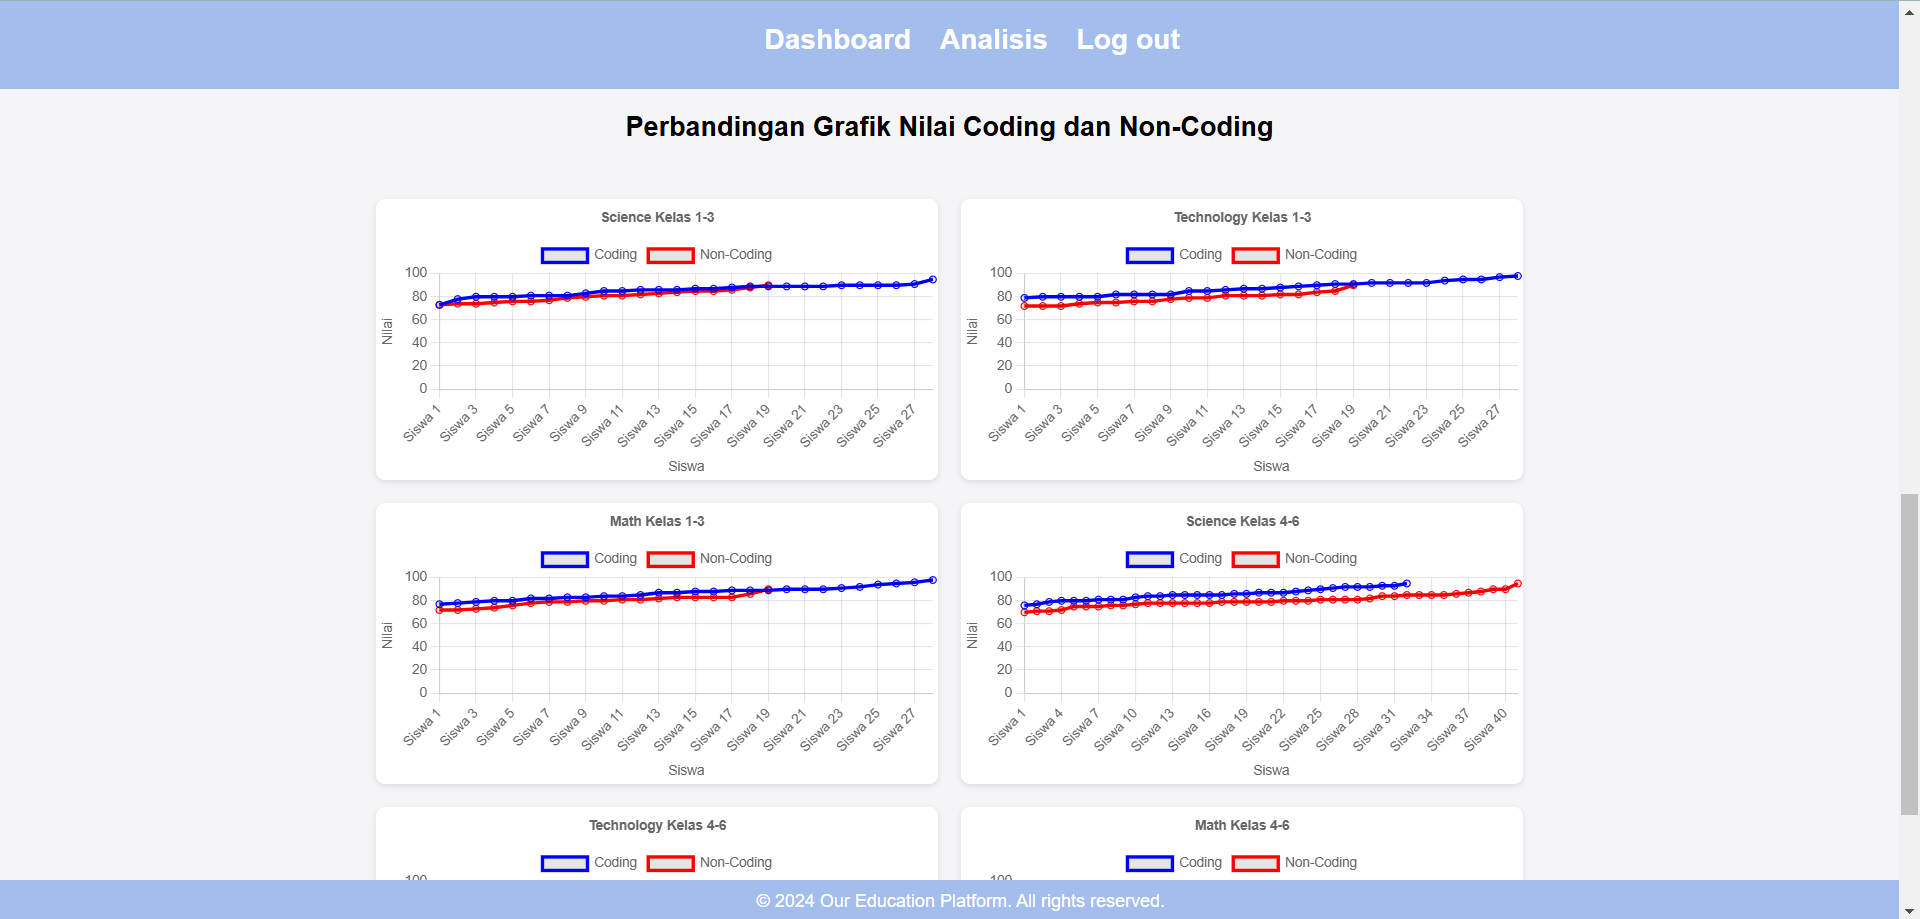 Dashboard Analisis Log out
Perbandingan Grafik Nilai Coding dan Non-Coding
Science Kelas 1-3
Coding Non-Coding
100
80
60
40
20
0
Nilai
Siswa 1 Siswa 3 Siswa 5 Siswa 7 Siswa 9 Siswa 11 Siswa 13 Siswa 15 Siswa 17 Siswa 19 Siswa 21 Siswa 23 Siswa 25 Siswa 27
Siswa
Technology Kelas 1-3
Coding Non-Coding
100
80
60
40
20
0
Nilai
Siswa 1 Siswa 3 Siswa 5 Siswa 7 Siswa 9 Siswa 11 Siswa 13 Siswa 15 Siswa 17 Siswa 19 Siswa 21 Siswa 23 Siswa 25 Siswa 27
Siswa
Math Kelas 1-3
Coding Non-Coding
100
80
60
40
20
0
Nilai
Siswa 1 Siswa 3 Siswa 5 Siswa 7 Siswa 9 Siswa 11 Siswa 13 Siswa 15 Siswa 17 Siswa 19 Siswa 21 Siswa 23 Siswa 25 Siswa 27
Siswa
Science Kelas 4-6
Coding Non-Coding
100
80
60
40
20
0
Nilai
Siswa 1 Siswa 4 Siswa 7 Siswa 10 Siswa 13 Siswa 16 Siswa 19 Siswa 22 Siswa 25 Siswa 28 Siswa 31 Siswa 34 Siswa 37 Siswa 40
Siswa
Technology Kelas 4-6
Coding Non-Coding
100
Math Kelas 4-6
Coding Non-Coding
100
© 2024 Our Education Platform. All rights reserved.